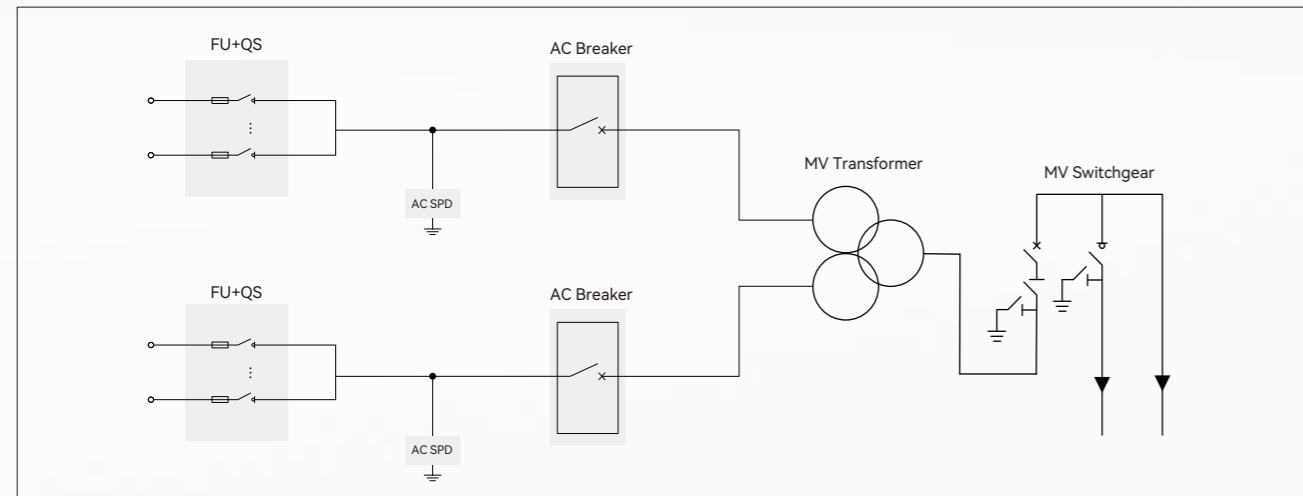 FU+QS
AC Breaker
AC SPD
MV Transformer
MV Switchgear
FU+QS
AC Breaker
AC SPD